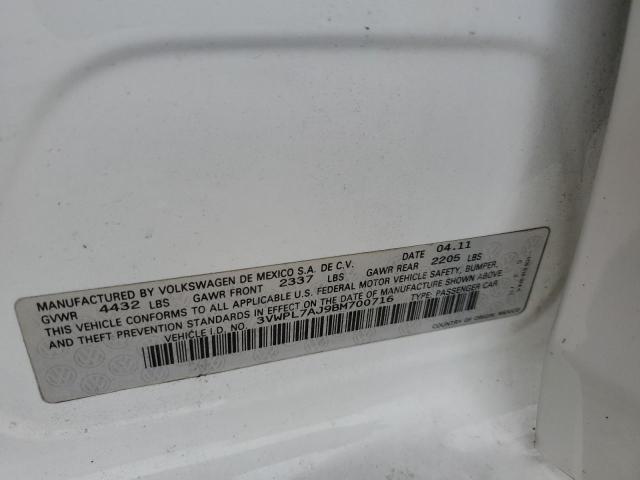 MANUFACTURED BY VOLKSWAGEN DE MEXICO S.A. DE C.V. DATE 04.11
GVWR 4432 LBS GAWR FRONT 2337 LBS GAWR REAR 2205 LBS
THIS VEHICLE CONFORMS TO ALL APPLICABLE U.S. FEDERAL MOTOR VEHICLE SAFETY, BUMPER,
AND THEFT PREVENTION STANDARDS IN EFFECT ON THE DATE OF MANUFACTURE SHOWN ABOVE.
VEHICLE I.D. NO. 3VWPL7AJ9BM700716 TYPE: PASSENGER CAR
COUNTRY OF ORIGIN: MEXICO